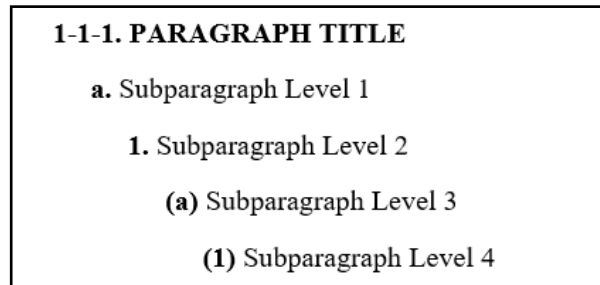 1-1-1. PARAGRAPH TITLE
a. Subparagraph Level 1
1. Subparagraph Level 2
(a) Subparagraph Level 3
(1) Subparagraph Level 4